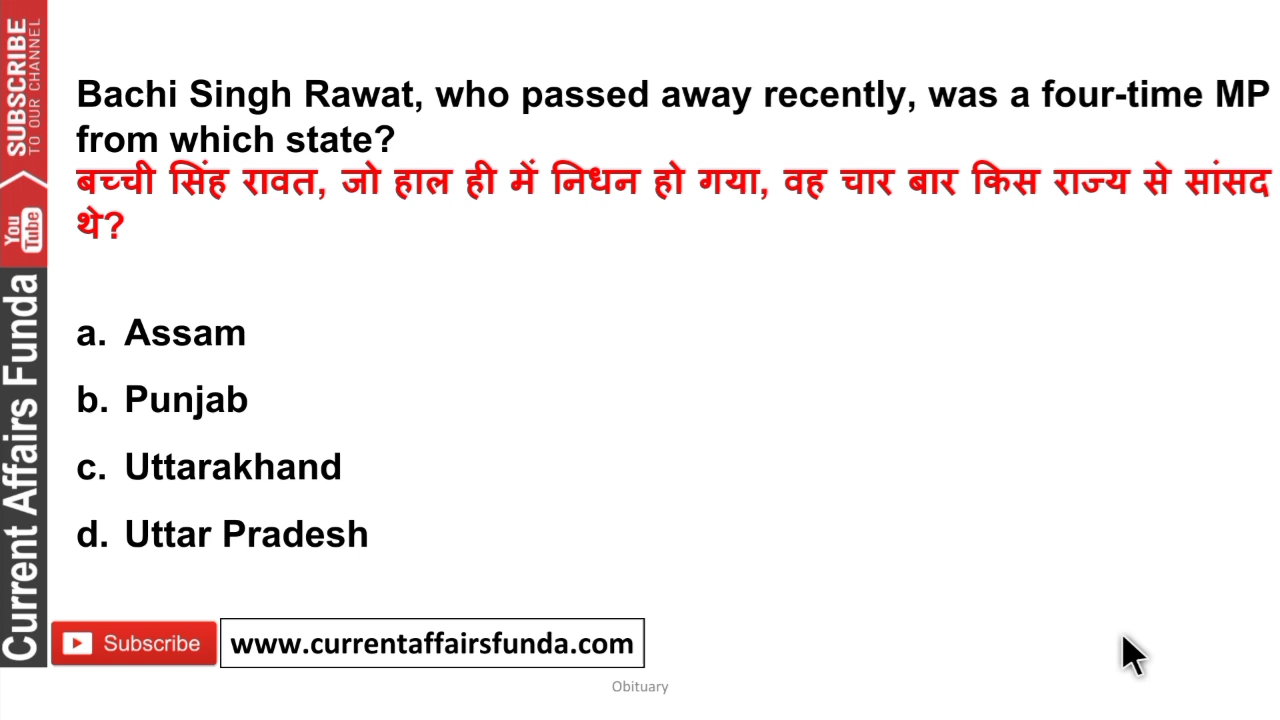 SUBSCRIBE
TO OUR CHANNEL
You
Tube
Current Affairs Funda
Bachi Singh Rawat, who passed away recently, was a four-time MP
from which state?
बच्ची सिंह रावत, जो हाल ही में निधन हो गया, वह चार बार किस राज्य से सांसद
थे?
a. Assam
b. Punjab
c. Uttarakhand
d. Uttar Pradesh
Subscribe
www.currentaffairsfunda.com
Obituary